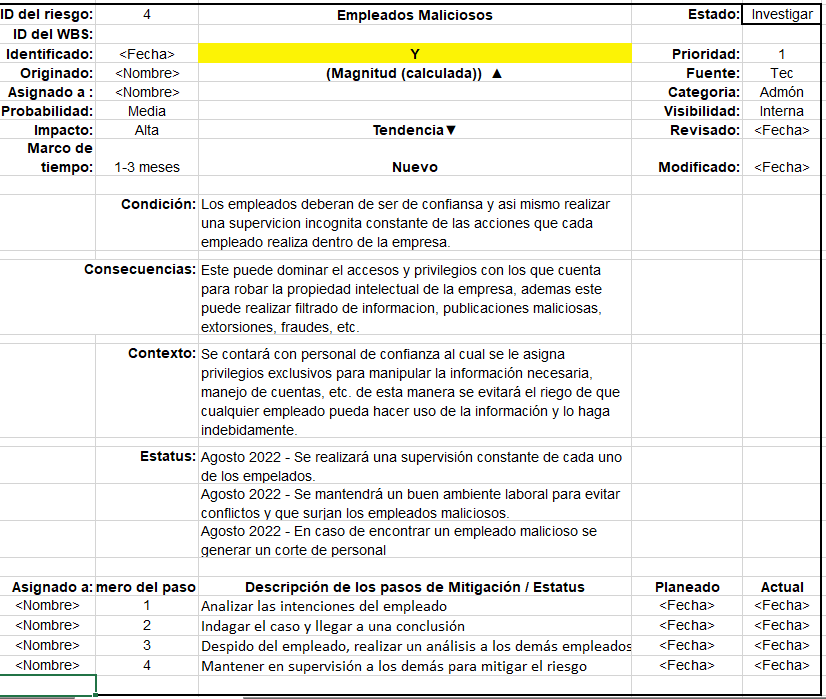 ID del riesgo: 4 Empleados Maliciosos Estado: Investigar
ID del WBS:
Identificado: <Fecha> Y Prioridad: 1
Originado: <Nombre> (Magnitud (calculada)) ▲ Fuente: Tec
Asignado a : <Nombre> Categoria: Admón
Probabilidad: Media Visibilidad: Interna
Impacto: Alta Tendencia▼ Revisado: <Fecha>
Marco de
tiempo: 1-3 meses Nuevo Modificado: <Fecha>
Condición: Los empleados deberan de ser de confiansa y asi mismo realizar
una supervicion incognita constante de las acciones que cada
empleado realiza dentro de la empresa.
Consecuencias: Este puede dominar el accesos y privilegios con los que cuenta
para robar la propiedad intelectual de la empresa, ademas este
puede realizar filtrado de informacion, publicaciones maliciosas,
extorsiones, fraudes, etc.
Contexto: Se contará con personal de confianza al cual se le asigna
privilegios exclusivos para manipular la información necesaria,
manejo de cuentas, etc. de esta manera se evitará el riego de que
cualquier empleado pueda hacer uso de la información y lo haga
indebidamente.
Estatus: Agosto 2022 - Se realizará una supervisión constante de cada uno
de los empelados.
Agosto 2022 - Se mantendrá un buen ambiente laboral para evitar
conflictos y que surjan los empleados maliciosos.
Agosto 2022 - En caso de encontrar un empleado malicioso se
generar un corte de personal
Asignado a: mero del paso Descripción de los pasos de Mitigación / Estatus Planeado Actual
<Nombre> 1 Analizar las intenciones del empleado <Fecha> <Fecha>
<Nombre> 2 Indagar el caso y llegar a una conclusión <Fecha> <Fecha>
<Nombre> 3 Despido del empleado, realizar un análisis a los demás empleados <Fecha> <Fecha>
<Nombre> 4 Mantener en supervisión a los demás para mitigar el riesgo <Fecha> <Fecha>